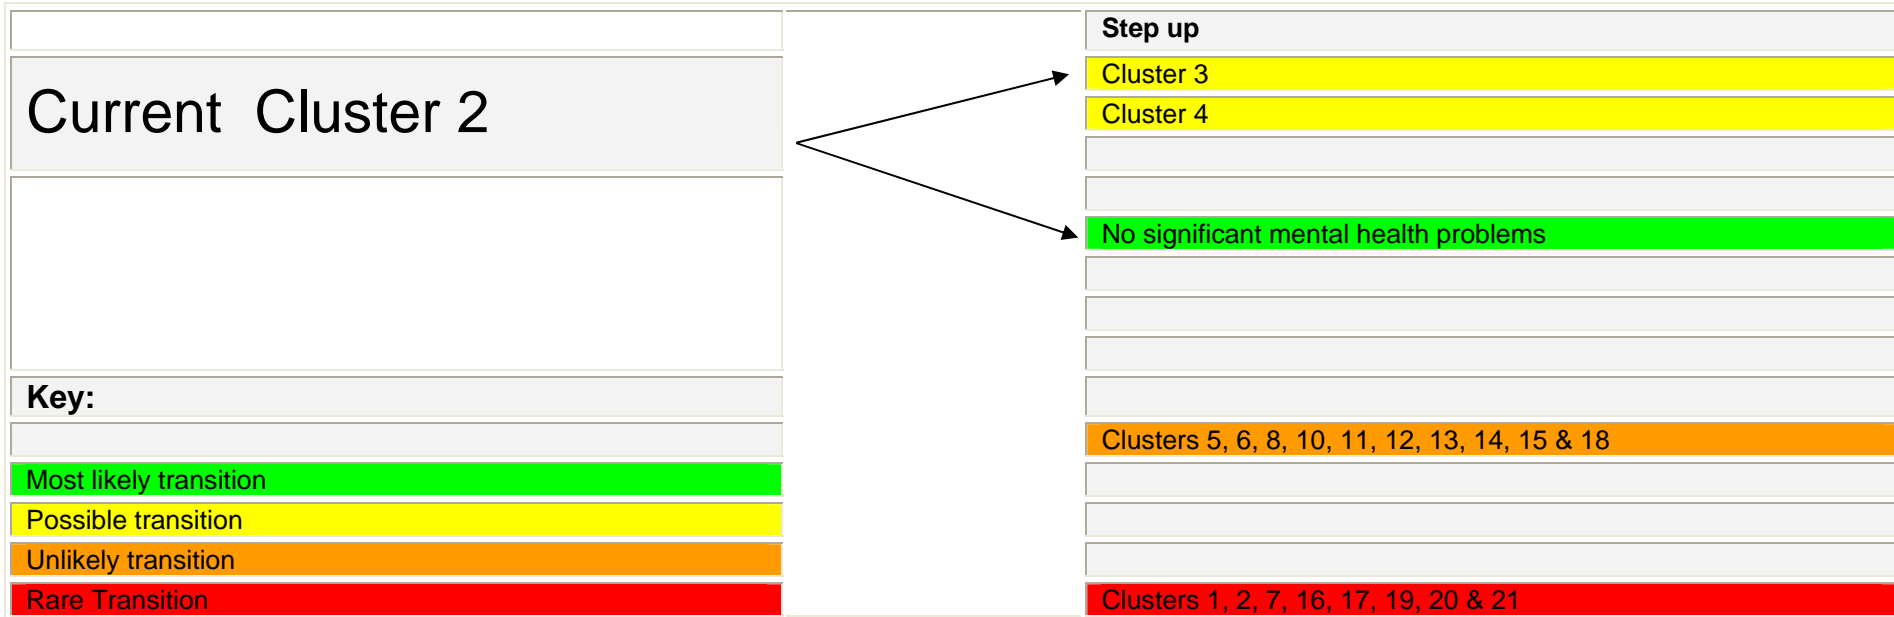 Step up
Current Cluster 2
Cluster 3
Cluster 4
No significant mental health problems
Key:
Clusters 5, 6, 8, 10, 11, 12, 13, 14, 15 & 18
Most likely transition
Possible transition
Unlikely transition
Rare Transition
Clusters 1, 2, 7, 16, 17, 19, 20 & 21